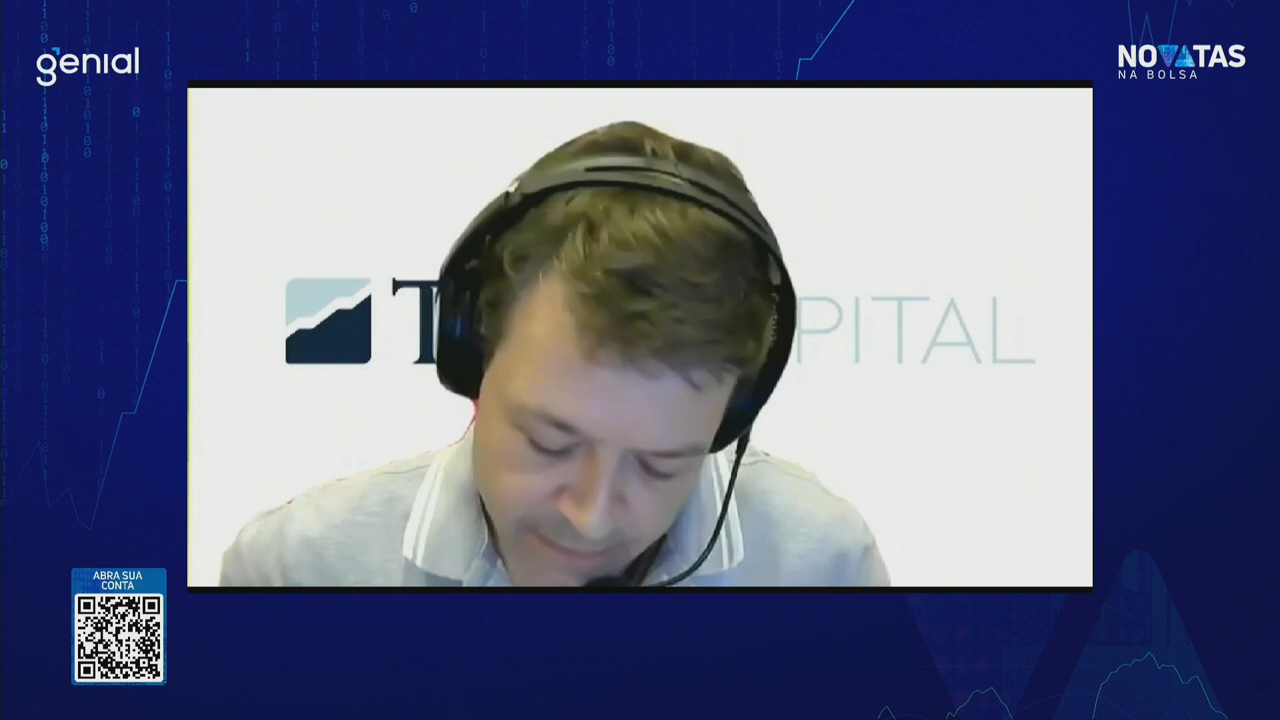 genial
NOVATAS
NA BOLSA
T PITAL
ABRA SUA
CONTA